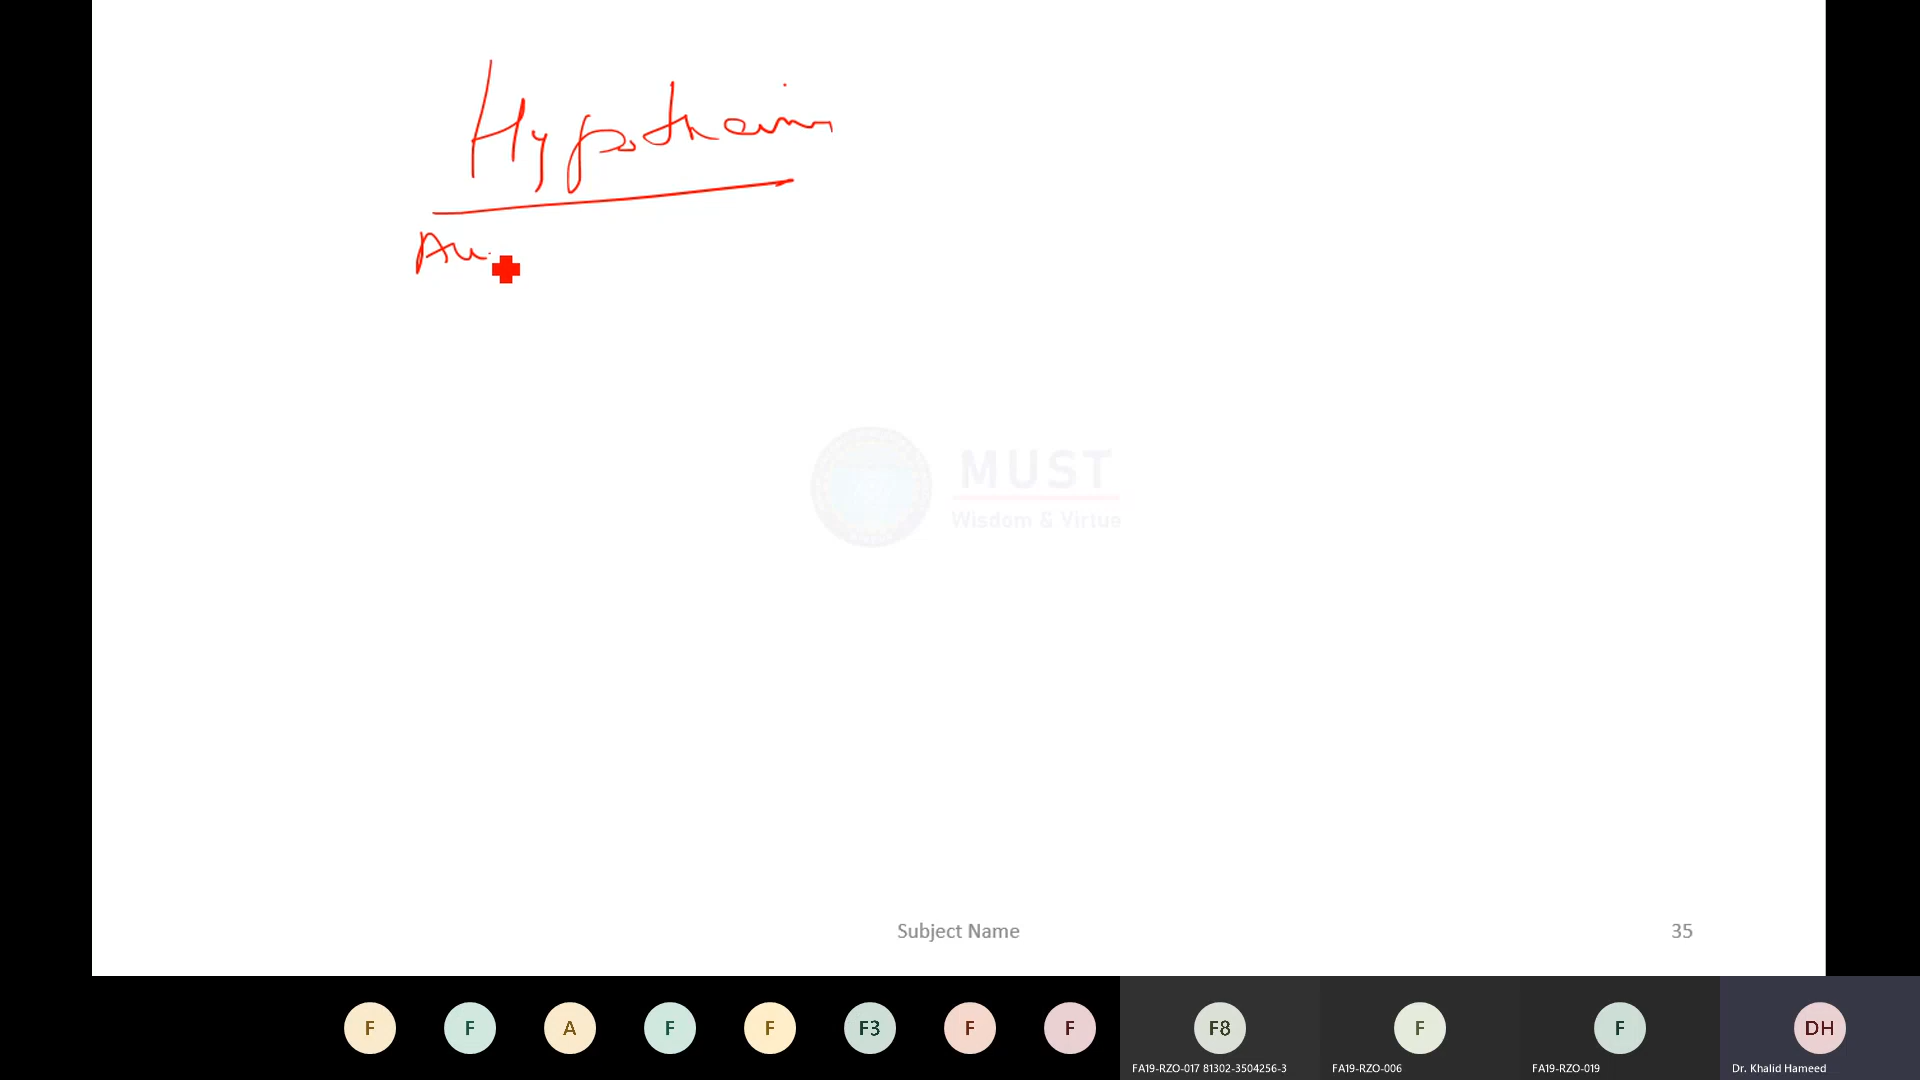 Hypothesis
MUST
Wisdom & Virtue
Subject Name
35
F
F
A
F
F
F3
F
F
F8
F
F
DH
FA19-RZO-017 81302-3504256-3
FA19-RZO-006
FA19-RZO-019
Dr. Khalid Hameed